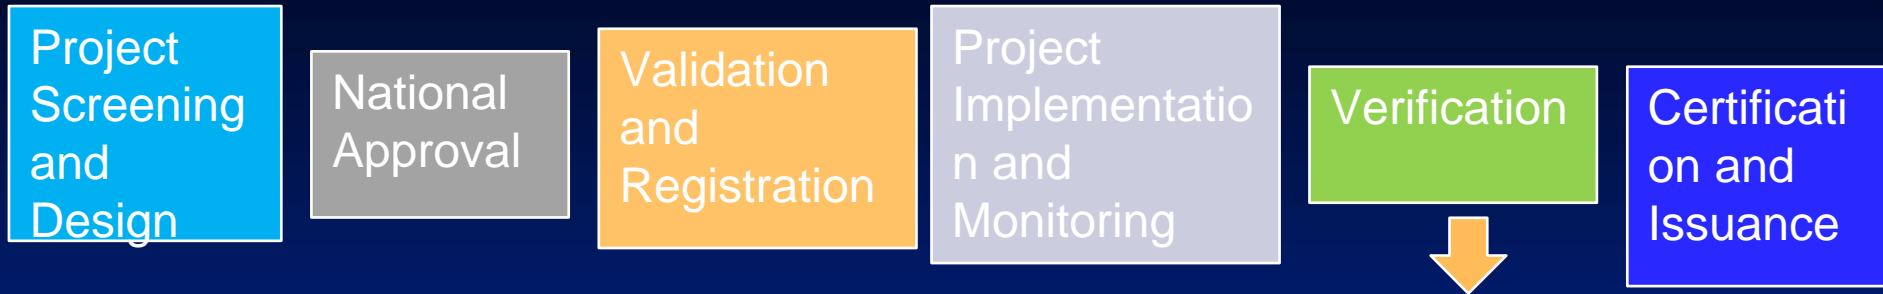 Project
Screening
and
Design
National
Approval
Validation
and
Registration
Project
Implementatio
n and
Monitoring
Verification
Certificati
on and
Issuance